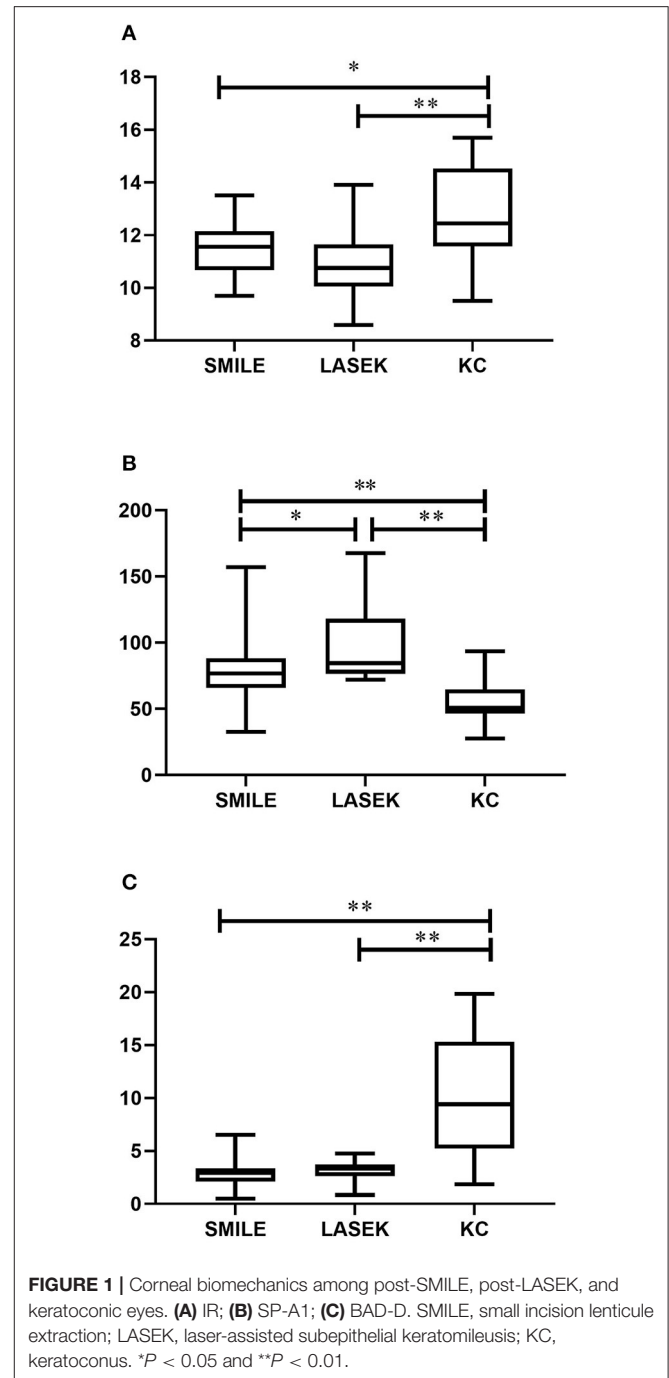 A
18
*
16
**
14
12
10
8
SMILE LASEK KC
B
200
**
* **
150
100
50
0
SMILE LASEK KC
C
25
**
**
20
15
10
5
0
SMILE LASEK KC
FIGURE 1 | Corneal biomechanics among post-SMILE, post-LASEK, and
keratoconic eyes. (A) IR; (B) SP-A1; (C) BAD-D. SMILE, small incision lenticule
extraction; LASEK, laser-assisted subepithelial keratomileusis; KC,
keratoconus. *P < 0.05 and **P < 0.01.